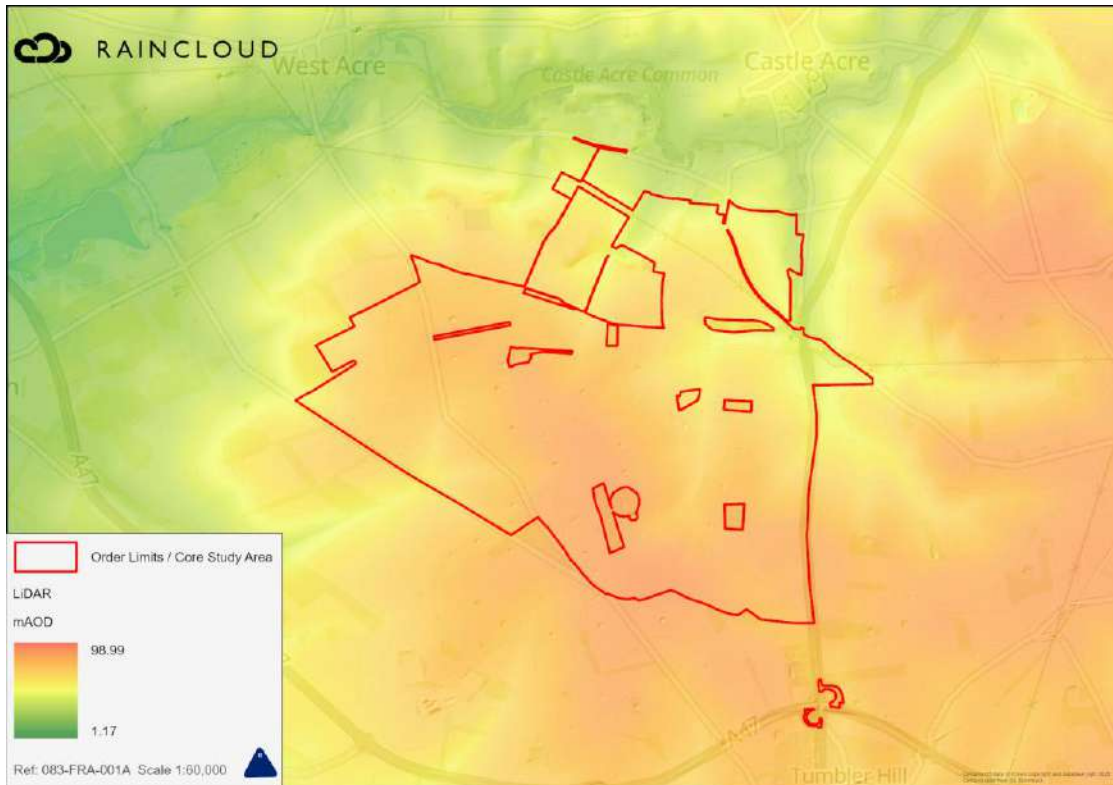 RAINCLOUD
West Acre
Castle Acre Common
Castle Acre
A47
Order Limits / Core Study Area
LiDAR
mAOD
98.99
1.17
Ref: 083-FRA-001A Scale 1:60,000
A47
Tumbler Hill